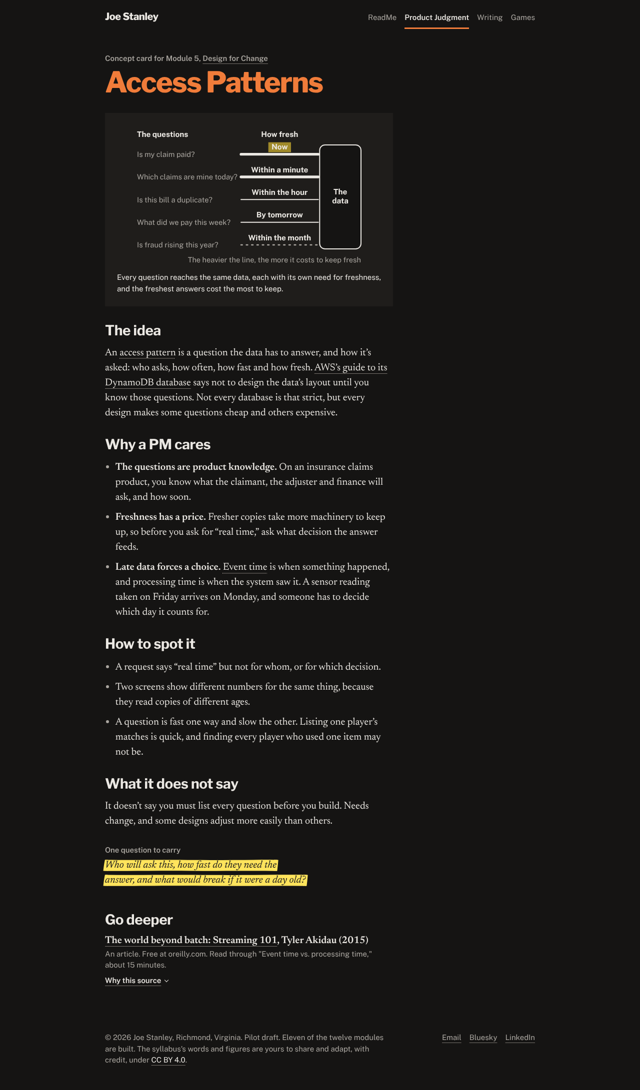 Joe Stanley
ReadMe Product Judgment Writing Games
Concept card for Module 5, Design for Change
Access Patterns
The questions
How fresh
Is my claim paid?
Now
Which claims are mine today?
Within a minute
Is this bill a duplicate?
Within the hour
What did we pay this week?
By tomorrow
Is fraud rising this year?
Within the month
The
data
The heavier the line, the more it costs to keep fresh
Every question reaches the same data, each with its own need for freshness,
and the freshest answers cost the most to keep.
The idea
An access pattern is a question the data has to answer, and how it's
asked: who asks, how often, how fast and how fresh. AWS's guide to its
DynamoDB database says not to design the data's layout until you
know those questions. Not every database is that strict, but every
design makes some questions cheap and others expensive.
Why a PM cares
• The questions are product knowledge. On an insurance claims
product, you know what the claimant, the adjuster and finance will
ask, and how soon.
• Freshness has a price. Fresher copies take more machinery to keep
up, so before you ask for “real time,” ask what decision the answer
feeds.
• Late data forces a choice. Event time is when something happened,
and processing time is when the system saw it. A sensor reading
taken on Friday arrives on Monday, and someone has to decide
which day it counts for.
How to spot it
• A request says “real time” but not for whom, or for which decision.
• Two screens show different numbers for the same thing, because
they read copies of different ages.
• A question is fast one way and slow the other. Listing one player's
matches is quick, and finding every player who used one item may
not be.
What it does not say
It doesn't say you must list every question before you build. Needs
change, and some designs adjust more easily than others.
One question to carry
Who will ask this, how fast do they need the
answer, and what would break if it were a day old?
Go deeper
The world beyond batch: Streaming 101, Tyler Akidau (2015)
An article. Free at oreilly.com. Read through "Event time vs. processing time,"
about 15 minutes.
Why this source
© 2026 Joe Stanley, Richmond, Virginia. Pilot draft. Eleven of the twelve modules
are built. The syllabus's words and figures are yours to share and adapt, with
credit, under CC BY 4.0.
Email Bluesky LinkedIn